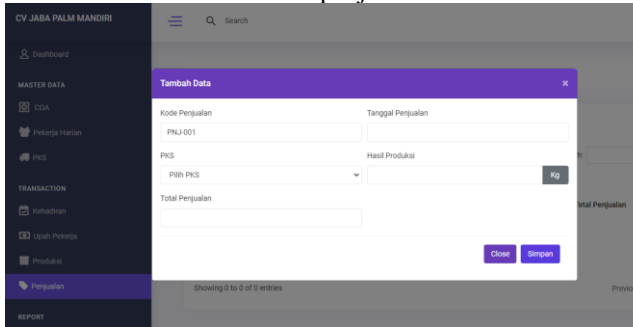 CV JABA PALM MANDIRI
Search
Dashboard
MASTER DATA
COA
Pekerja Harian
PKS
TRANSACTION
Kehadiran
Upah Pekerja
Produksi
Penjualan
REPORT
Tambah Data
×
Kode Penjualan
Tanggal Penjualan
PNJ-001
PKS
Hasil Produksi
Pilih PKS
Kg
Total Penjualan
Close
Simpan
Total Penjualan
Showing 0 to 0 of 0 entries
Previo